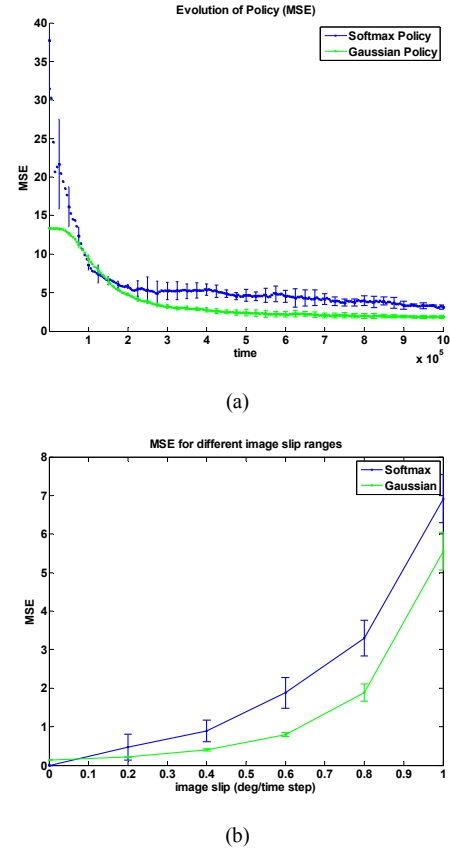 Evolution of Policy (MSE)
Softmax Policy
Gaussian Policy
40
35
30
25
20
15
10
5
0
MSE
1 2 3 4 5 6 7 8 9 10
time
x 10^5
(a)
MSE for different image slip ranges
Softmax
Gaussian
8
7
6
5
4
3
2
1
0
MSE
0 0.1 0.2 0.3 0.4 0.5 0.6 0.7 0.8 0.9 1
image slip (deg/time step)
(b)